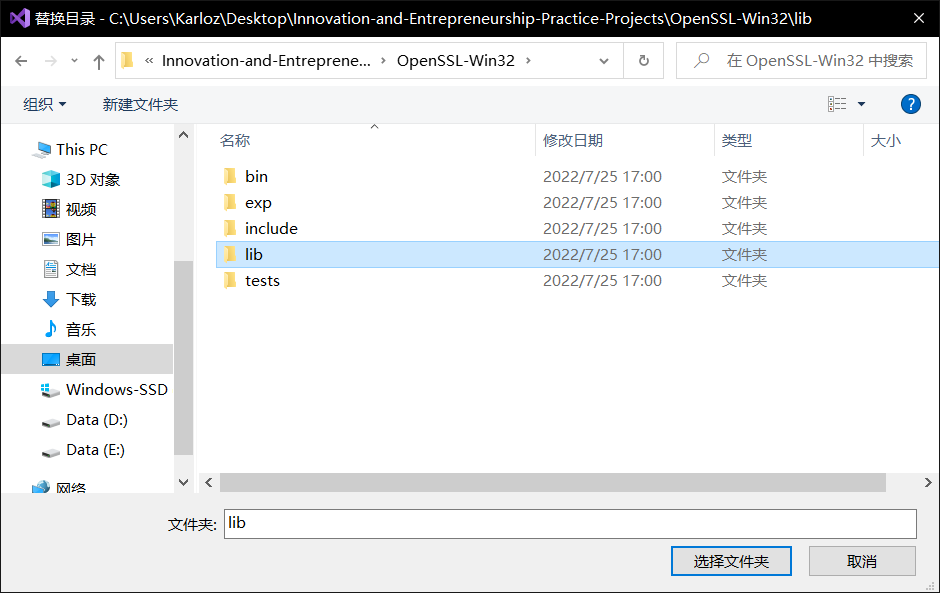 替换目录 - C:\Users\Karloz\Desktop\Innovation-and-Entrepreneurship-Practice-Projects\OpenSSL-Win32\lib
« Innovation-and-Entreprene... › OpenSSL-Win32 ›
在 OpenSSL-Win32 中搜索
组织
新建文件夹
?
This PC
3D 对象
视频
图片
文档
下载
音乐
桌面
Windows-SSD
Data (D:)
Data (E:)
网络
名称 修改日期 类型 大小
bin 2022/7/25 17:00 文件夹
exp 2022/7/25 17:00 文件夹
include 2022/7/25 17:00 文件夹
lib 2022/7/25 17:00 文件夹
tests 2022/7/25 17:00 文件夹
文件夹: lib
选择文件夹 取消